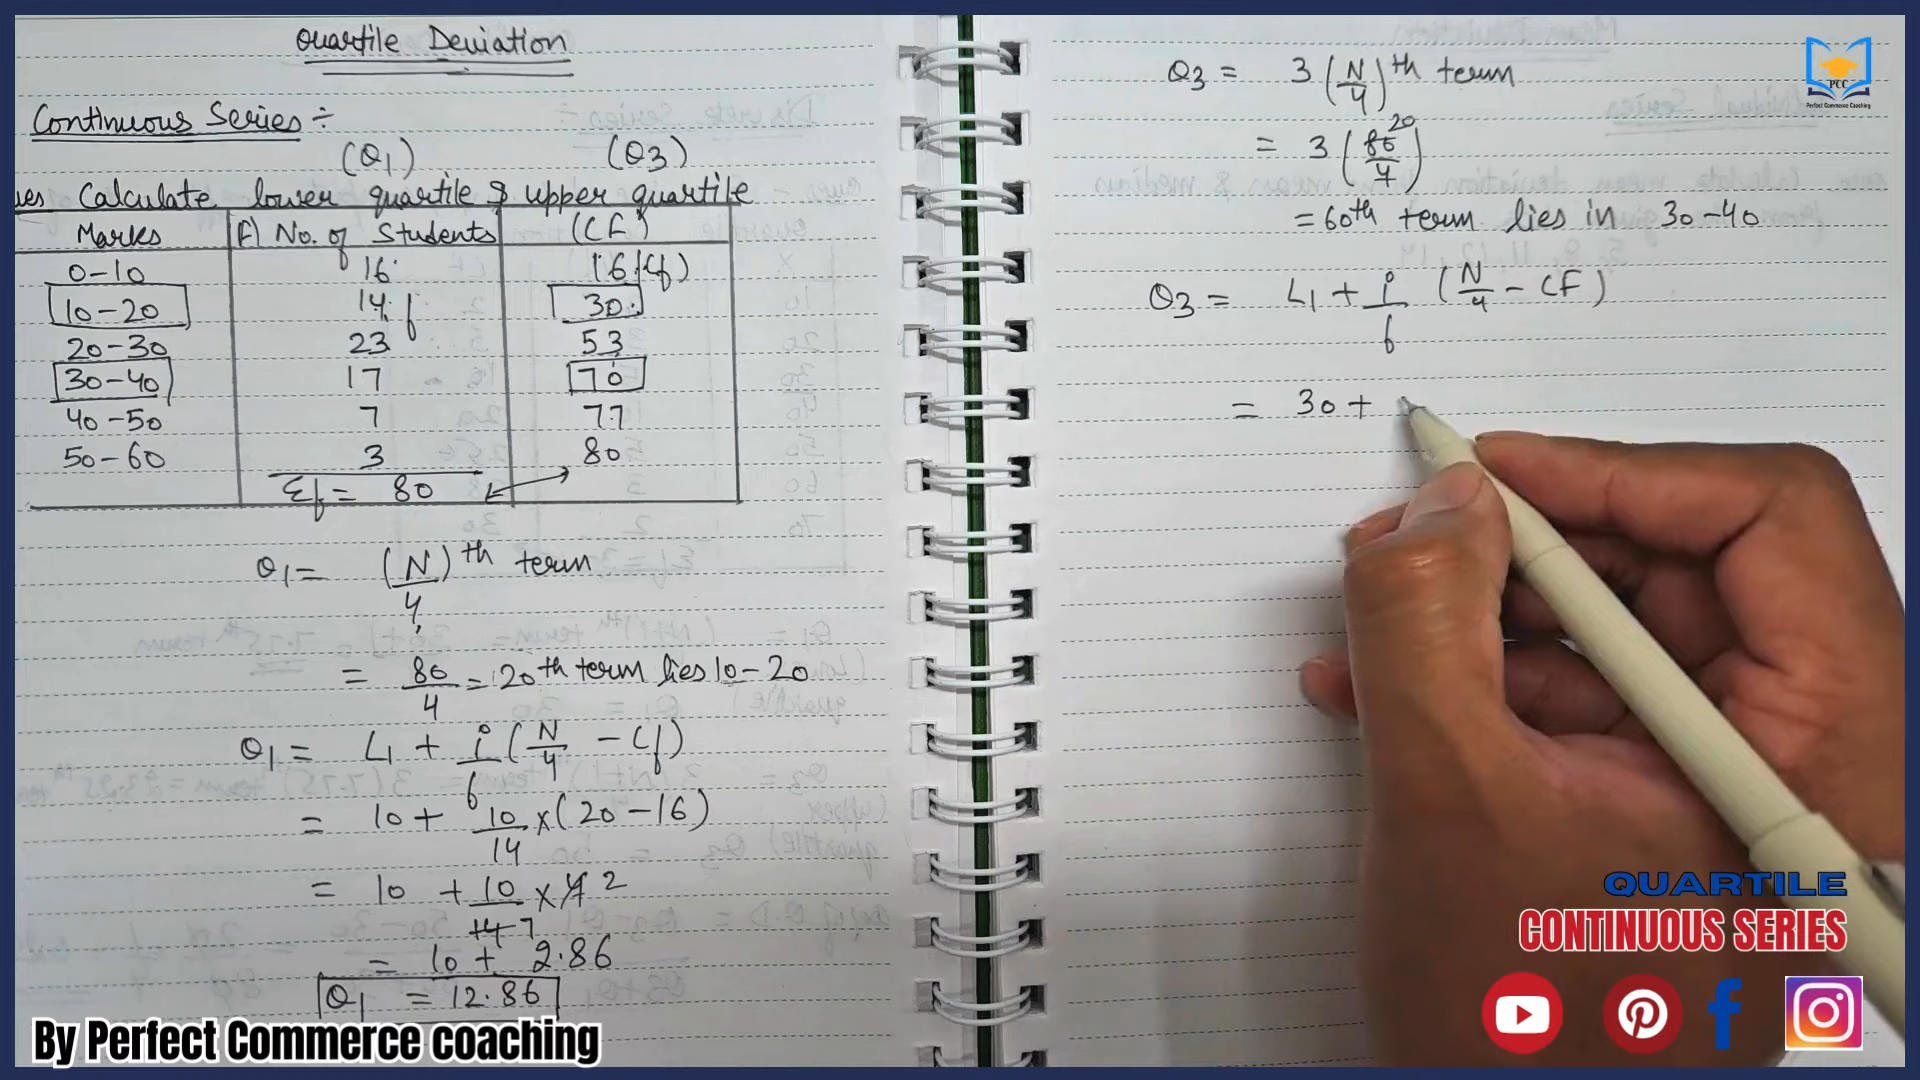 Quartile Deviation
Continuous Series ÷
(Q1) (Q3)
ues Calculate lower quartile & upper quartile
Marks (F) No. of Students (CF)
0-10 16 16 (Cf)
10-20 14 f 30
20-30 23 53
30-40 17 70
40-50 7 77
50-60 3 80
Σf = 80
Q1 = (N/4)th term
= 80/4 = 20th term lies 10-20
Q1 = L1 + i/f (N/4 - Cf)
= 10 + 10/14 × (20 - 16)
= 10 + 10/14 7 × 4 2
= 10 + 2.86
Q1 = 12.86
By Perfect Commerce coaching
Q3 = 3 (N/4)th term
= 3 (80/4) 20
= 60th term lies in 30-40
Q3 = L1 + i/f (N/4 - CF)
= 30 +
PCC
Perfect Commerce Coaching
QUARTILE
CONTINUOUS SERIES